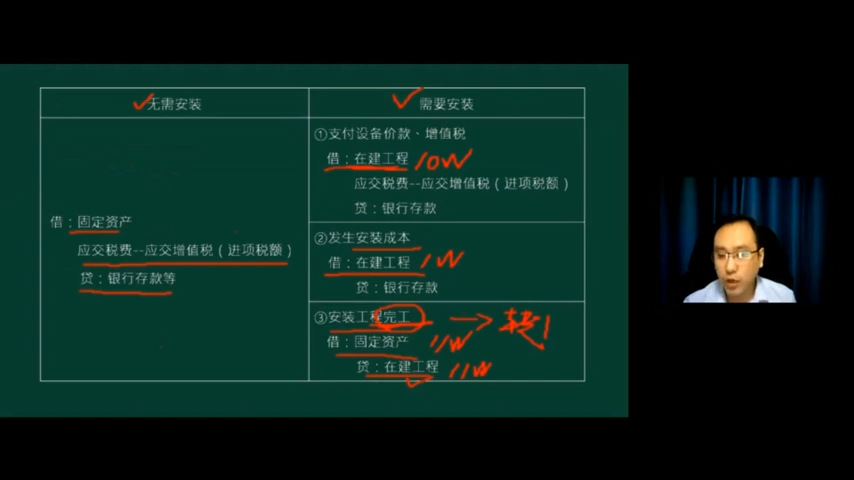 无需安装
需要安装
借：固定资产
应交税费--应交增值税（进项税额）
贷：银行存款等
①支付设备价款、增值税
借：在建工程 10W
应交税费--应交增值税（进项税额）
贷：银行存款
②发生安装成本
借：在建工程 1W
贷：银行存款
③安装工程完工 → 转
借：固定资产 11W
贷：在建工程 11W